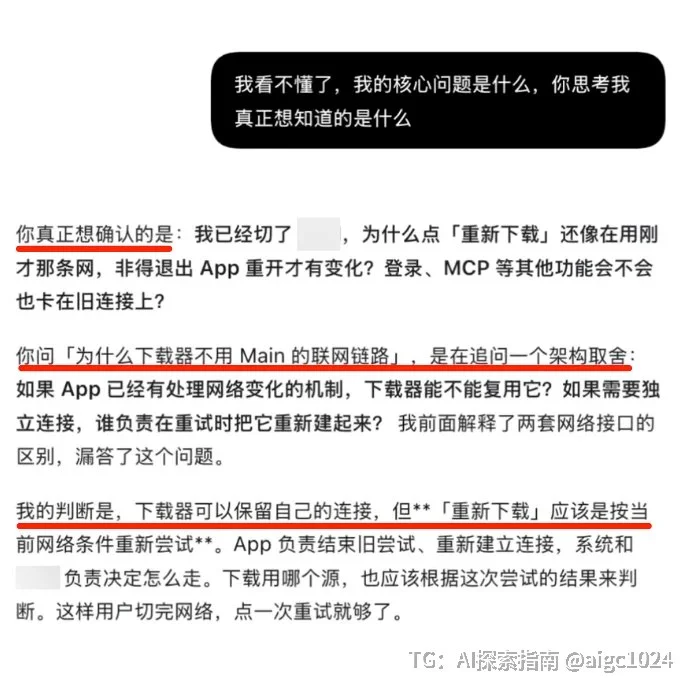 我看不懂了，我的核心问题是什么，你思考我
真正想知道的是什么
你真正想确认的是：我已经切了，为什么点「重新下载」还像在用刚
才那条网，非得退出 App 重开才有变化？登录、MCP 等其他功能会不会
也卡在旧连接上？
你问「为什么下载器不用 Main 的联网链路」，是在追问一个架构取舍：
如果 App 已经有处理网络变化的机制，下载器能不能复用它？如果需要独
立连接，谁负责在重试时把它重新建起来？ 我前面解释了两套网络接口的
区别，漏答了这个问题。
我的判断是，下载器可以保留自己的连接，但**「重新下载」应该是按当
前网络条件重新尝试**。App 负责结束旧尝试、重新建立连接，系统和
负责决定怎么走。下载用哪个源，也应该根据这次尝试的结果来判
断。这样用户切完网络，点一次重试就够了。
TG：AI探索指南 @aigc1024